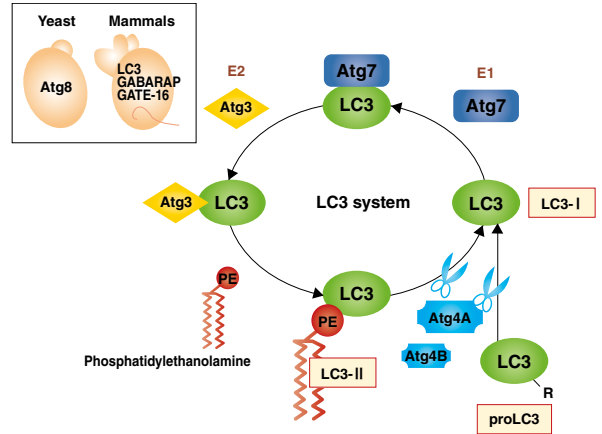 Yeast
Mammals
Atg8
LC3
GABARAP
GATE-16
E2
Atg3
Atg7
LC3
E1
Atg7
Atg3
LC3
LC3 system
LC3
LC3-I
PE
Phosphatidylethanolamine
LC3
PE
LC3-II
Atg4A
Atg4B
LC3
R
proLC3